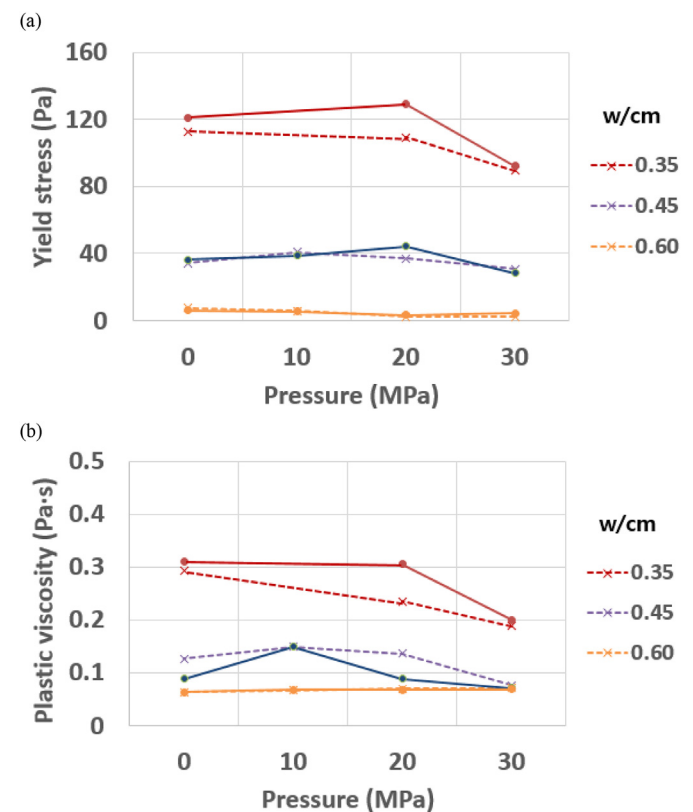 (a)
160
120
80
40
0
Yield stress (Pa)
0 10 20 30
Pressure (MPa)
w/cm
0.35
0.45
0.60
(b)
0.5
0.4
0.3
0.2
0.1
0
Plastic viscosity (Pa·s)
0 10 20 30
Pressure (MPa)
w/cm
0.35
0.45
0.60